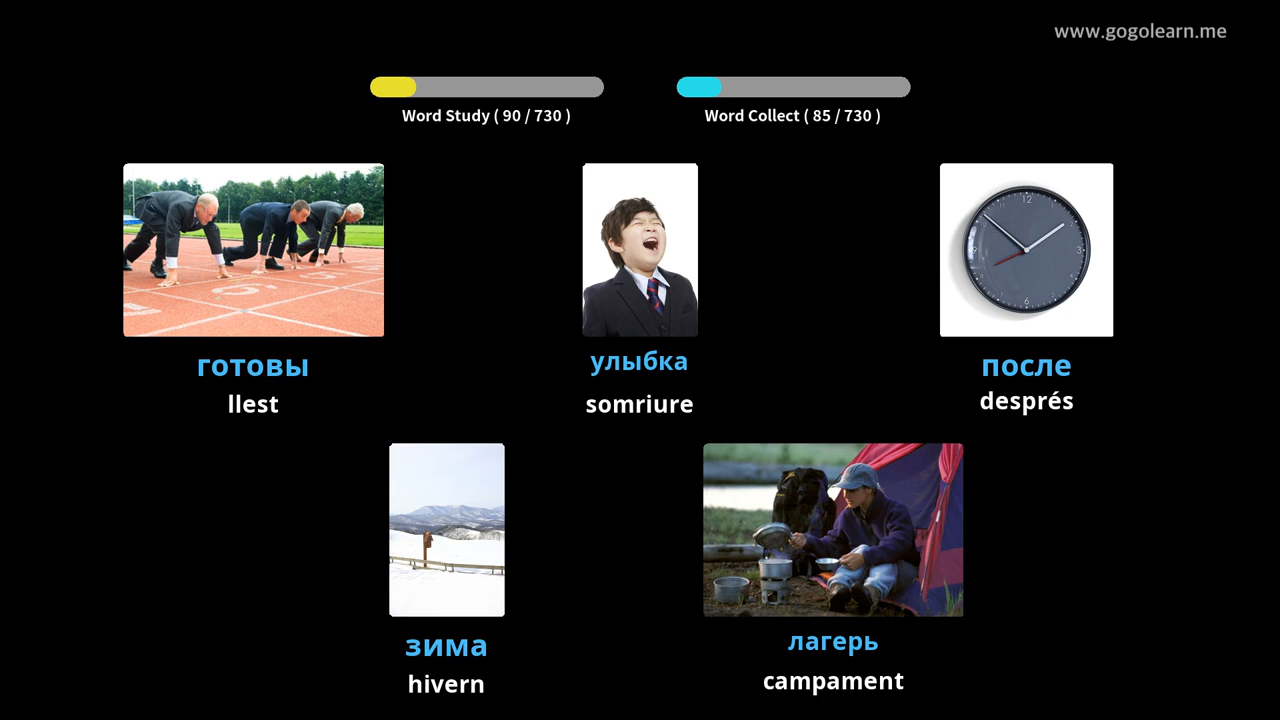 www.gogolearn.me
Word Study ( 90 / 730 )
Word Collect ( 85 / 730 )
готовы
llest
улыбка
somriure
после
després
зима
hivern
лагерь
campament